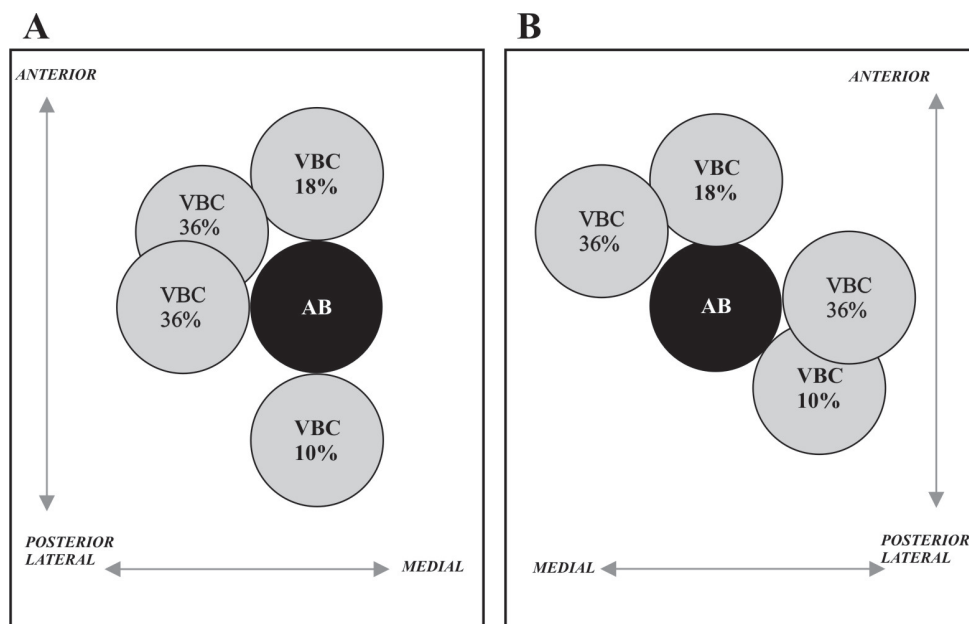 A
ANTERIOR
VBC
18%
VBC
36%
VBC
36%
AB
VBC
10%
POSTERIOR
LATERAL
MEDIAL
B
ANTERIOR
VBC
18%
VBC
36%
VBC
36%
AB
VBC
10%
POSTERIOR
LATERAL
MEDIAL